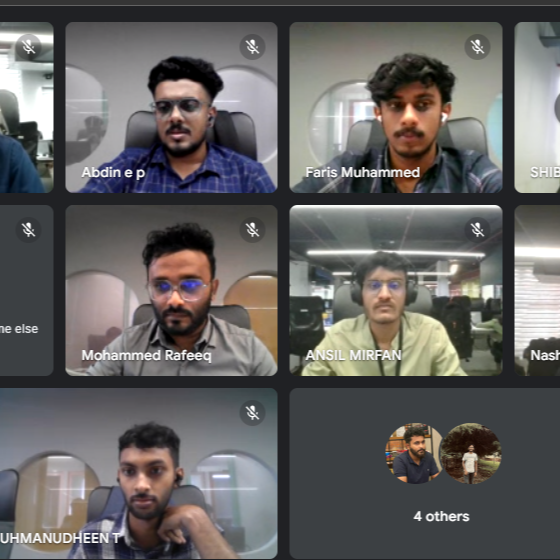 Abdin e p
Faris Muhammed
SHIB
ne else
Mohammed Rafeeq
ANSIL MIRFAN
Nash
UHMANUDHEEN T
4 others